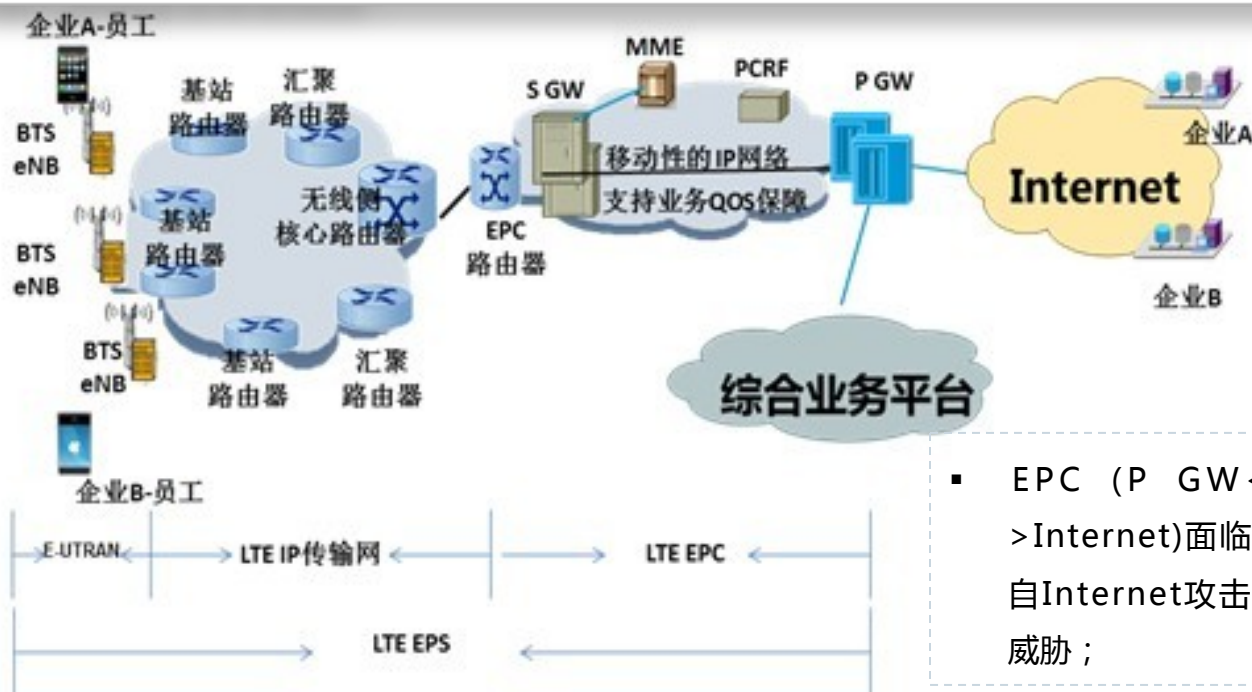 企业A-员工
BTS
eNB
基站
路由器
汇聚
路由器
BTS
eNB
基站
路由器
无线侧
核心路由器
BTS
eNB
基站
路由器
汇聚
路由器
企业B-员工
EPC
路由器
S GW
MME
PCRF
P GW
移动性的IP网络
支持业务QOS保障
Internet
企业A
企业B
综合业务平台
E-UTRAN
LTE IP传输网
LTE EPC
LTE EPS
▪ EPC (P GW<
>Internet)面临
自Internet攻击
威胁；